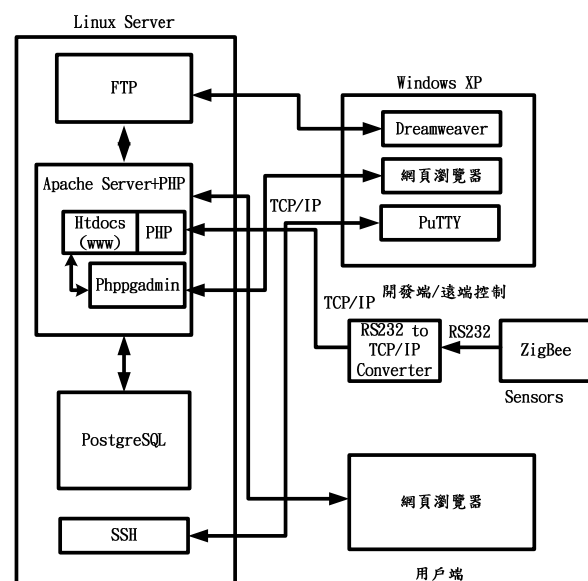 Linux Server
FTP
Windows XP
Dreamweaver
Apache Server+PHP
網頁瀏覽器
TCP/IP
Htdocs
(www)
PHP
PuTTY
Phppgadmin
開發端/遠端控制
TCP/IP
RS232 to
TCP/IP
Converter
RS232
ZigBee
Sensors
PostgreSQL
網頁瀏覽器
SSH
用戶端